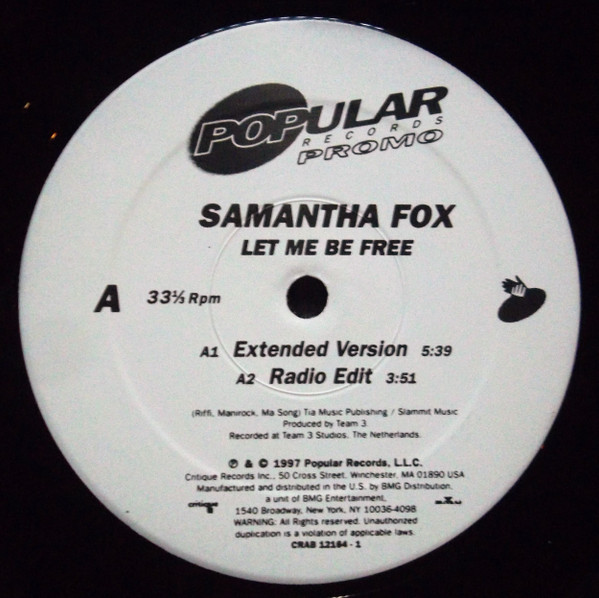 POPULAR
RECORDS
PROMO
SAMANTHA FOX
LET ME BE FREE
A 33⅓ Rpm
A1 Extended Version 5:39
A2 Radio Edit 3:51
(Riffi, Manrock, Ma Song) Tia Music Publishing / Slammit Music
Produced by Team 3
Recorded at Team 3 Studios, The Netherlands.
℗ & © 1997 Popular Records, L.L.C.
Critique Records Inc., 50 Cross Street, Winchester, MA 01890 USA
Manufactured and distributed in the U.S. by BMG Distribution,
a unit of BMG Entertainment,
critique
1540 Broadway, New York, NY 10036-4098
WARNING: All Rights reserved. Unauthorized
duplication is a violation of applicable laws.
CRAB 12164 - 1